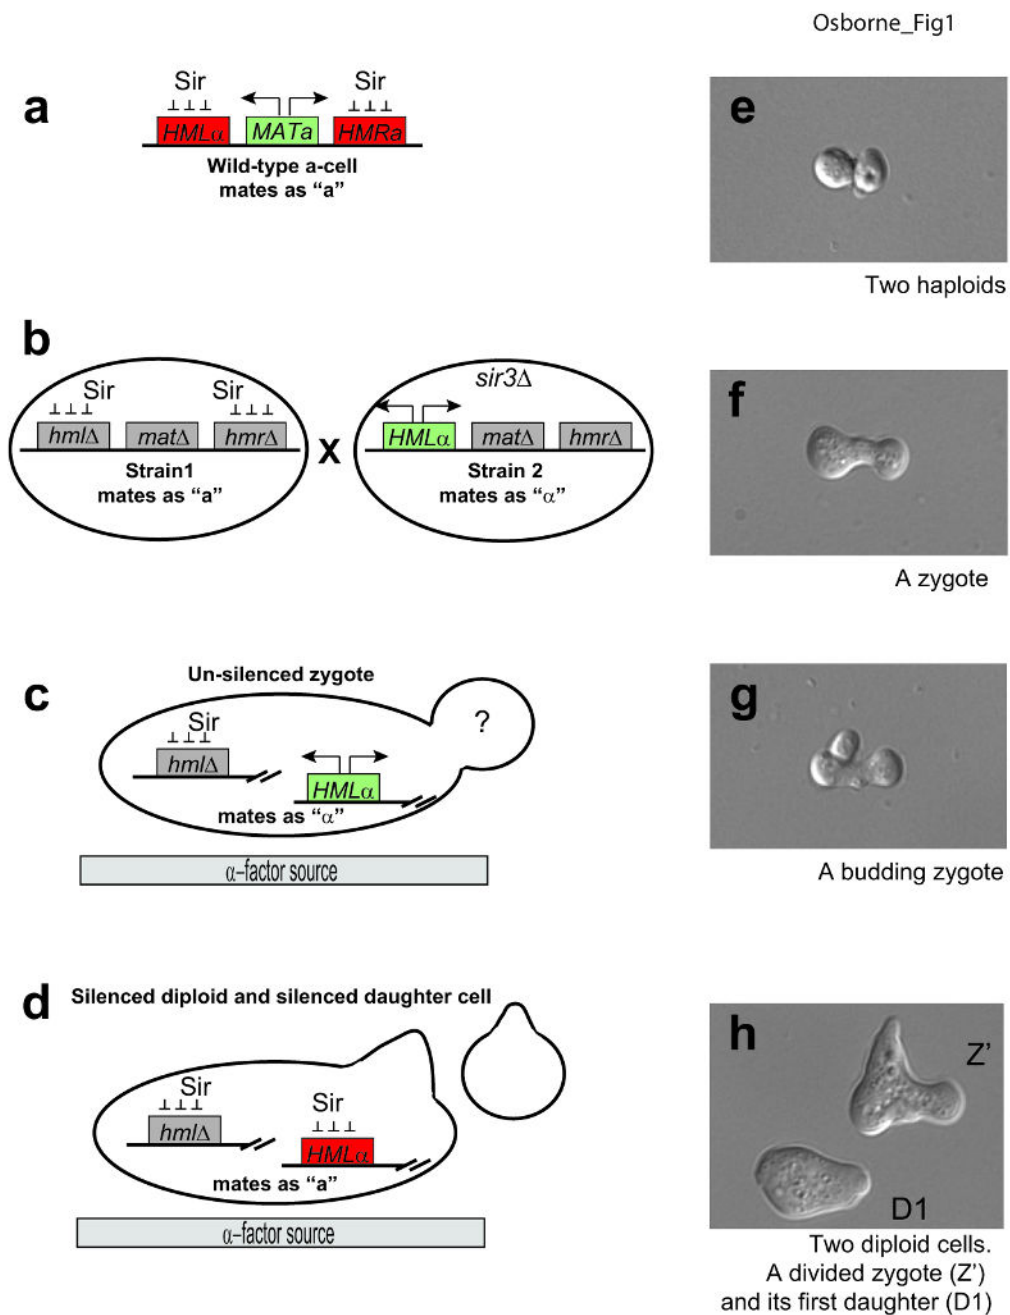 Osborne_Fig1
a
Sir Sir
HMLα MATa HMRa
Wild-type a-cell
mates as “a”
e
Two haploids
b
Sir Sir
hmlΔ matΔ hmrΔ
Strain1
mates as “a”
X
sir3Δ
HMLα matΔ hmrΔ
Strain 2
mates as “α”
f
A zygote
c
Un-silenced zygote
Sir
hmlΔ
?
HMLα
mates as “α”
α–factor source
g
A budding zygote
d
Silenced diploid and silenced daughter cell
Sir
hmlΔ
Sir
HMLα
mates as “a”
α–factor source
h
Z’
D1
Two diploid cells.
A divided zygote (Z’)
and its first daughter (D1)